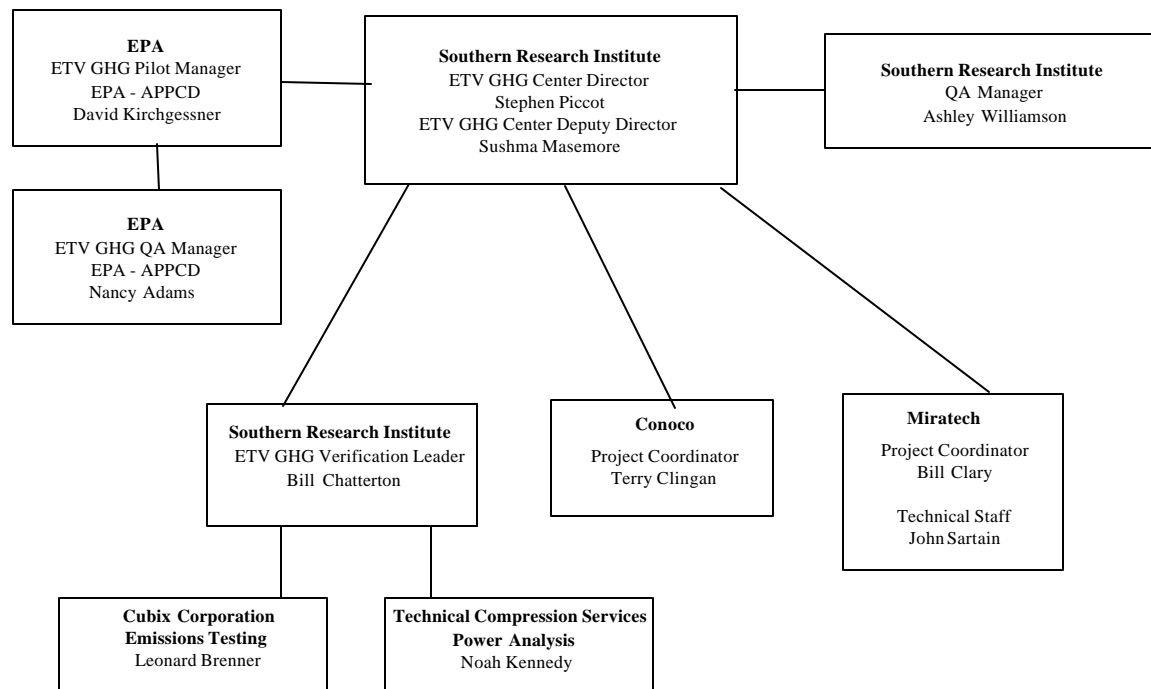 EPA
ETV GHG Pilot Manager
EPA - APPCD
David Kirchgessner
Southern Research Institute
ETV GHG Center Director
Stephen Piccot
ETV GHG Center Deputy Director
Sushma Masemore
Southern Research Institute
QA Manager
Ashley Williamson
EPA
ETV GHG QA Manager
EPA - APPCD
Nancy Adams
Southern Research Institute
ETV GHG Verification Leader
Bill Chatterton
Conoco
Project Coordinator
Terry Clingan
Miratech
Project Coordinator
Bill Clary
Technical Staff
John Sartain
Cubix Corporation
Emissions Testing
Leonard Brenner
Technical Compression Services
Power Analysis
Noah Kennedy